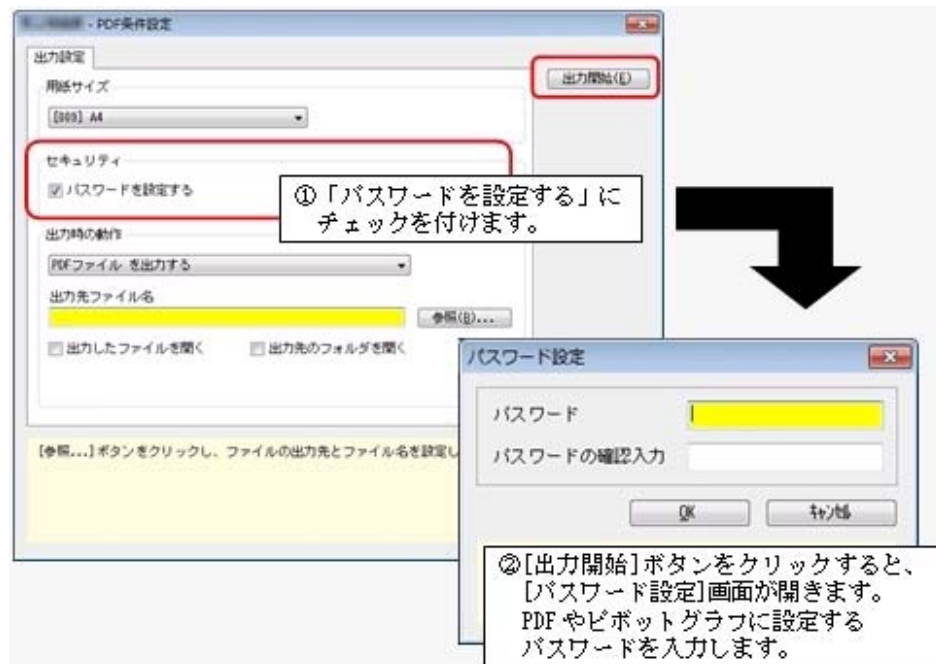 - PDF条件設定
出力設定
出力開始(E)
用紙サイズ
[009] A4
セキュリティ
パスワードを設定する
①「パスワードを設定する」に
チェックを付けます。
出力時の動作
PDFファイル を出力する
出力先ファイル名
参照(B)...
出力したファイルを開く
出力先のフォルダを開く
[参照...]ボタンをクリックし、ファイルの出力先とファイル名を設定し
パスワード設定
パスワード
パスワードの確認入力
OK
キャンセル
②[出力開始]ボタンをクリックすると、
[パスワード設定]画面が開きます。
PDFやピボットグラフに設定する
パスワードを入力します。